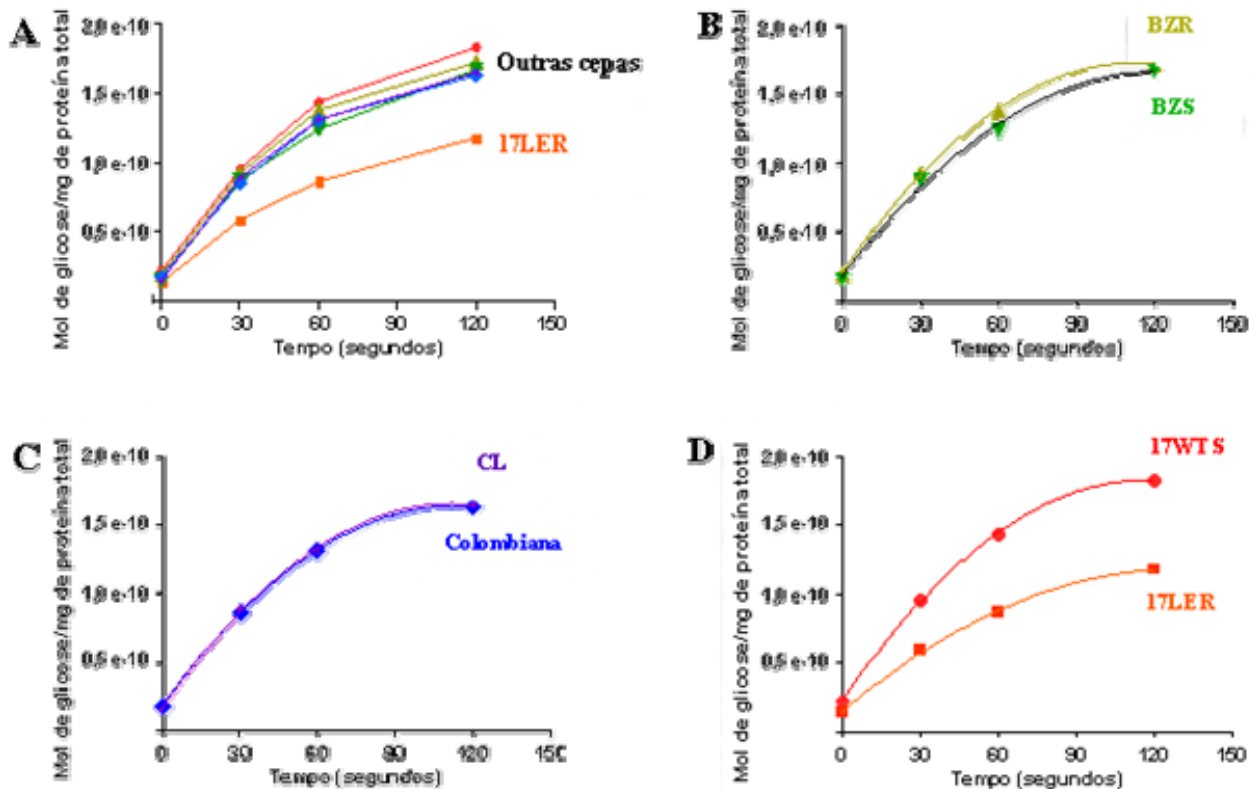 A
Mol de glicose/mg de proteína total
2,0 e-10
1,5 e-10
1,0 e-10
0,5 e-10
Outras cepas
17LER
0 30 60 90 120 150
Tempo (segundos)
B
Mol de glicose/mg de proteína total
2,0 e-10
1,5 e-10
1,0 e-10
0,5 e-10
BZR
BZS
0 30 60 90 120 150
Tempo (segundos)
C
Mol de glicose/mg de proteína total
2,0 e-10
1,5 e-10
1,0 e-10
0,5 e-10
CL
Colombiana
0 30 60 90 120 150
Tempo (segundos)
D
Mol de glicose/mg de proteína total
2,0 e-10
1,5 e-10
1,0 e-10
0,5 e-10
17WTS
17LER
0 30 60 90 120 150
Tempo (segundos)